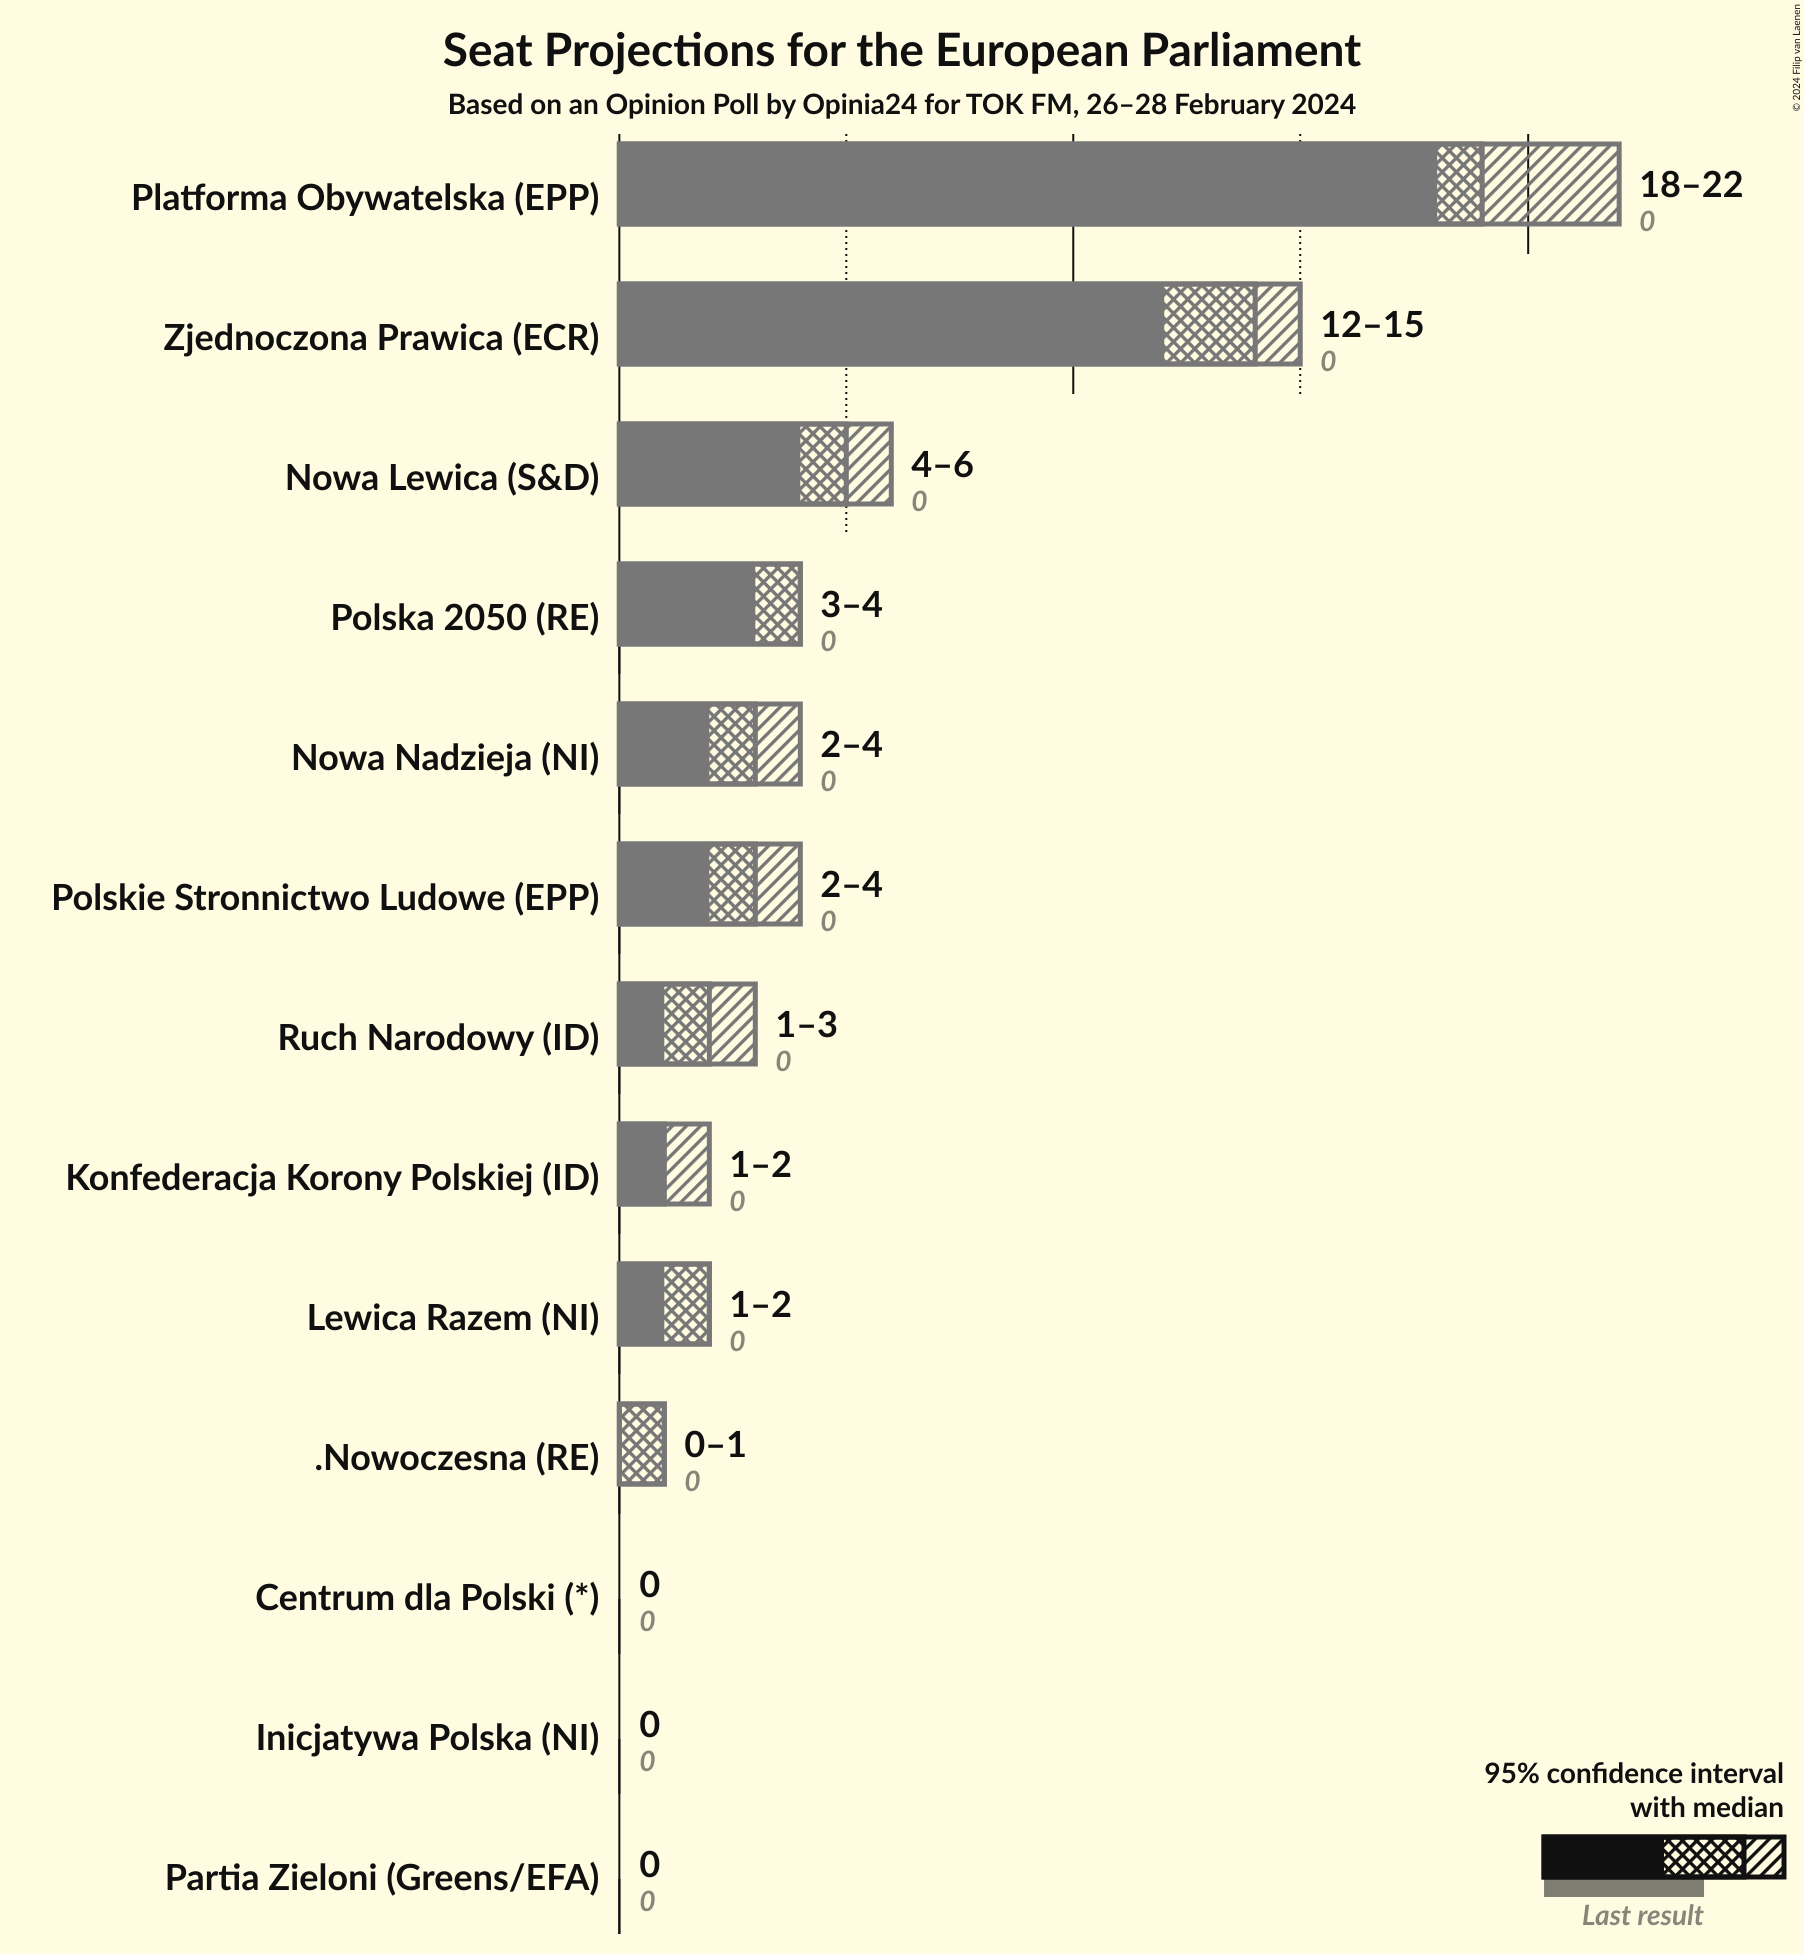 Seat Projections for the European Parliament
Based on an Opinion Poll by Opinia24 for TOK FM, 26–28 February 2024
© 2024 Filip van Laenen
Platforma Obywatelska (EPP)
18–22
0
Zjednoczona Prawica (ECR)
12–15
0
Nowa Lewica (S&D)
4–6
0
Polska 2050 (RE)
3–4
0
Nowa Nadzieja (NI)
2–4
0
Polskie Stronnictwo Ludowe (EPP)
2–4
0
Ruch Narodowy (ID)
1–3
0
Konfederacja Korony Polskiej (ID)
1–2
0
Lewica Razem (NI)
1–2
0
.Nowoczesna (RE)
0–1
0
Centrum dla Polski (*)
0
0
Inicjatywa Polska (NI)
0
0
Partia Zieloni (Greens/EFA)
0
0
95% confidence interval
with median
Last result